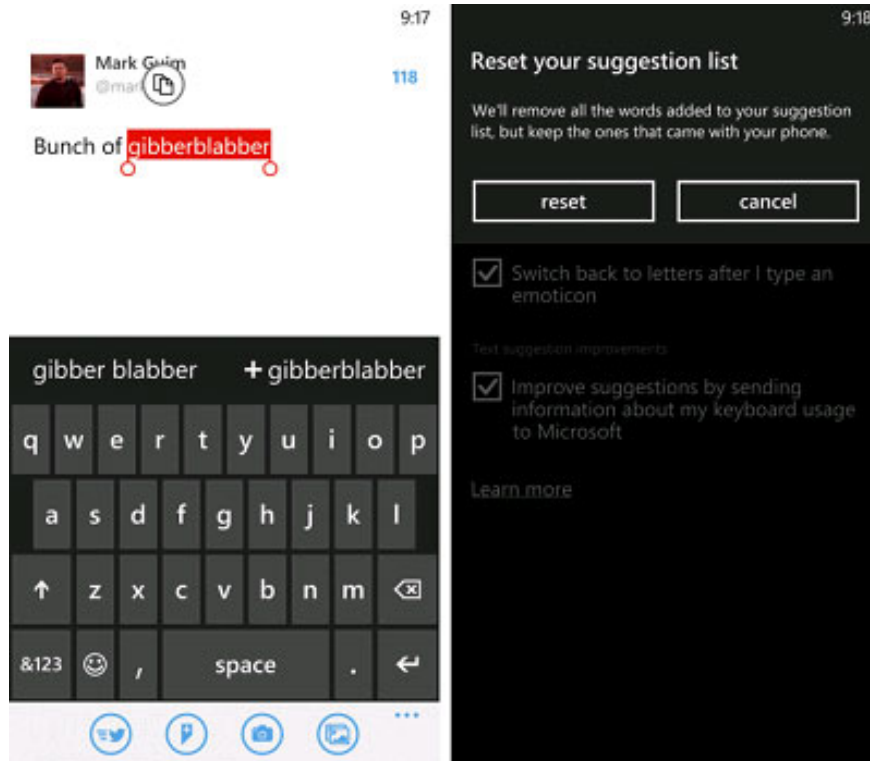 9:17
Mark Guim
@mar
118
Bunch of gibberblabber
gibber blabber + gibberblabber
q w e r t y u i o p
a s d f g h j k l
z x c v b n m
&123 , space .
9:18
Reset your suggestion list
We'll remove all the words added to your suggestion
list, but keep the ones that came with your phone.
reset cancel
Switch back to letters after I type an
emoticon
Text suggestion improvements
Improve suggestions by sending
information about my keyboard usage
to Microsoft
Learn more